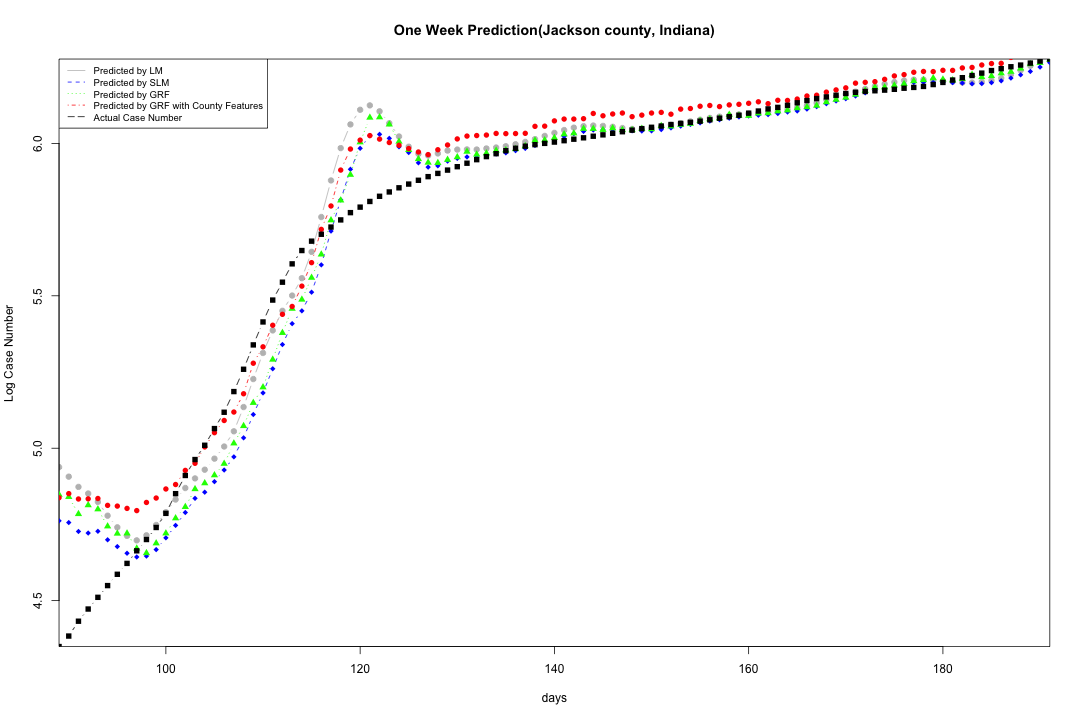 One Week Prediction(Jackson county, Indiana)
Predicted by LM
Predicted by SLM
Predicted by GRF
Predicted by GRF with County Features
Actual Case Number
Log Case Number
6.0
5.5
5.0
4.5
100 120 140 160 180
days